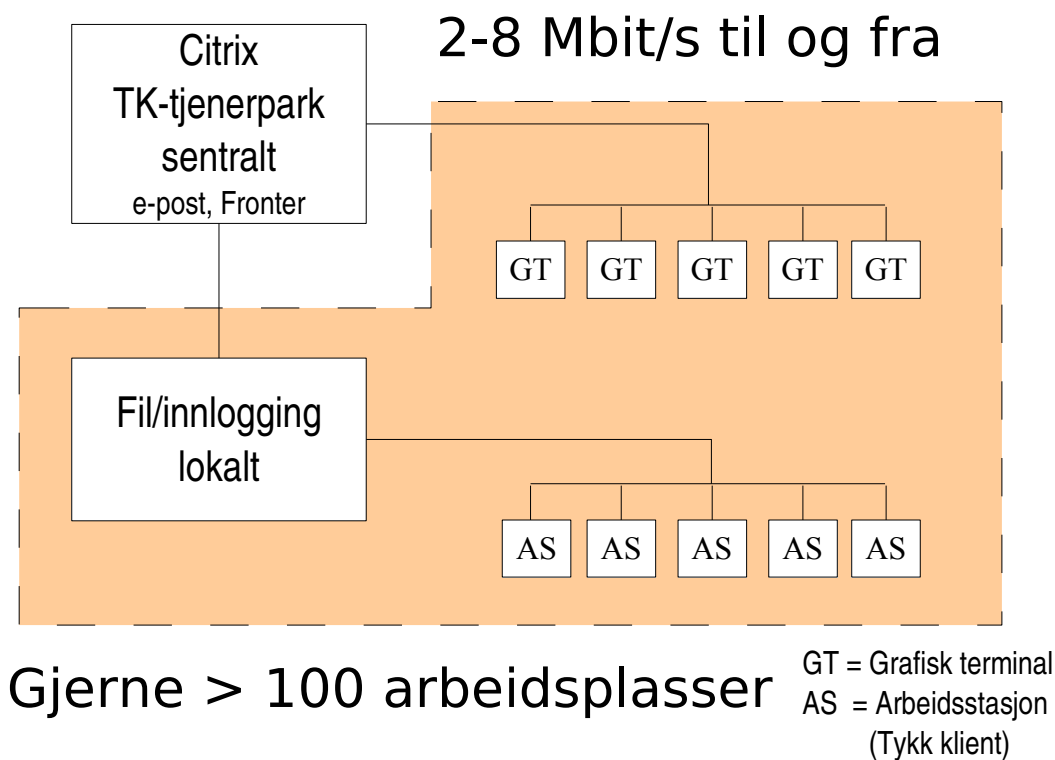 2-8 Mbit/s til og fra
Citrix
TK-tjenerpark
sentralt
e-post, Fronter
GT GT GT GT GT
Fil/innlogging
lokalt
AS AS AS AS AS
Gjerne > 100 arbeidsplasser
GT = Grafisk terminal
AS = Arbeidsstasjon
(Tykk klient)